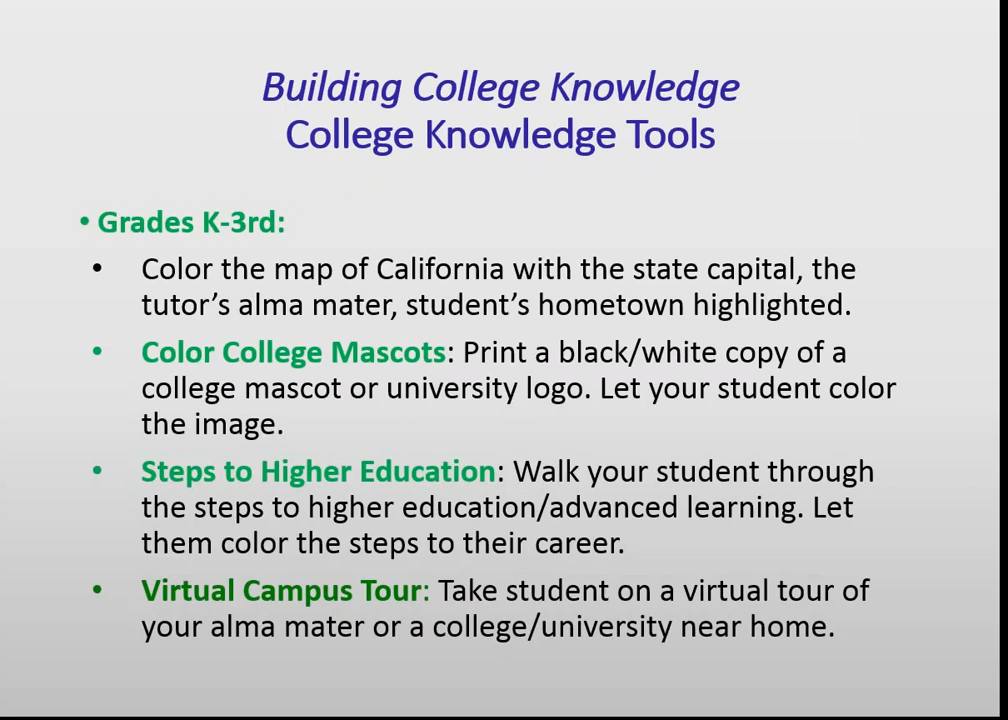 Building College Knowledge
College Knowledge Tools
• Grades K-3rd:
• Color the map of California with the state capital, the
tutor's alma mater, student's hometown highlighted.
• Color College Mascots: Print a black/white copy of a
college mascot or university logo. Let your student color
the image.
• Steps to Higher Education: Walk your student through
the steps to higher education/advanced learning. Let
them color the steps to their career.
• Virtual Campus Tour: Take student on a virtual tour of
your alma mater or a college/university near home.